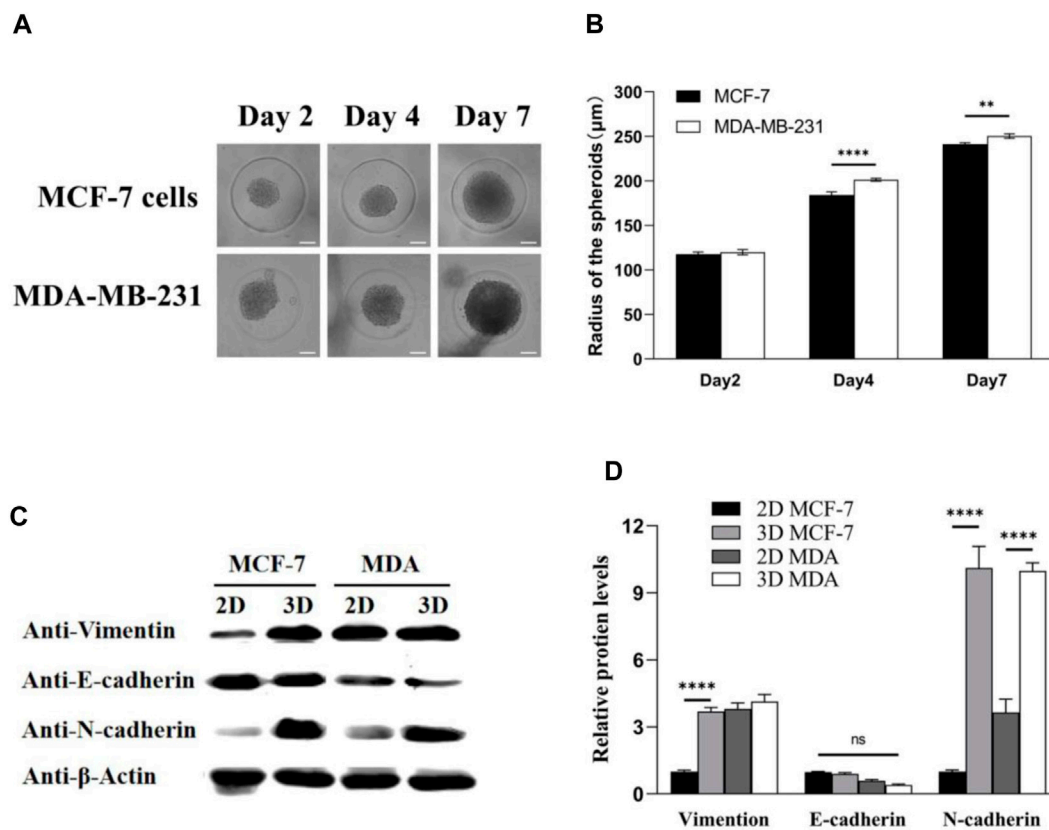 A
Day 2 Day 4 Day 7
MCF-7 cells
MDA-MB-231
B
MCF-7
MDA-MB-231
Radius of the spheroids(μm)
300
250
200
150
100
50
0
****
**
Day2 Day4 Day7
C
MCF-7 MDA
2D 3D 2D 3D
Anti-Vimentin
Anti-E-cadherin
Anti-N-cadherin
Anti-β-Actin
D
2D MCF-7
3D MCF-7
2D MDA
3D MDA
Relative protien levels
12
9
6
3
0
****
ns
****
****
Vimention E-cadherin N-cadherin